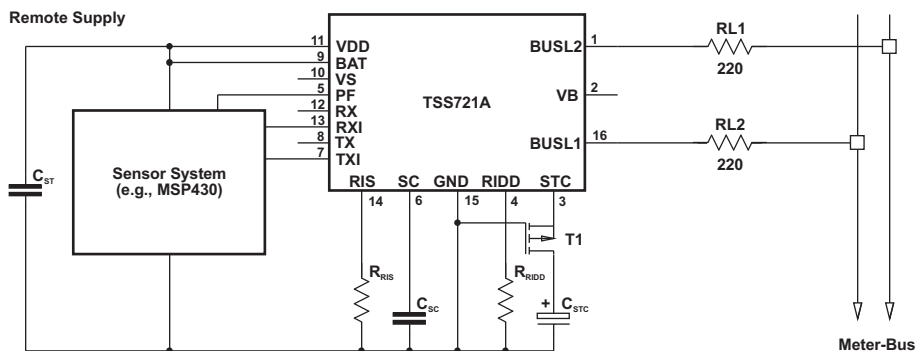 Remote Supply
11 VDD
9 BAT
10 VS
5 PF
12 RX
13 RXI
8 TX
7 TXI
TSS721A
BUSL2 1
VB 2
BUSL1 16
RIS SC GND RIDD STC
14 6 15 4 3
RL1
220
RL2
220
Sensor System
(e.g., MSP430)
CST
T1
RRIS
CSC
RRIDD
+ CSTC
Meter-Bus